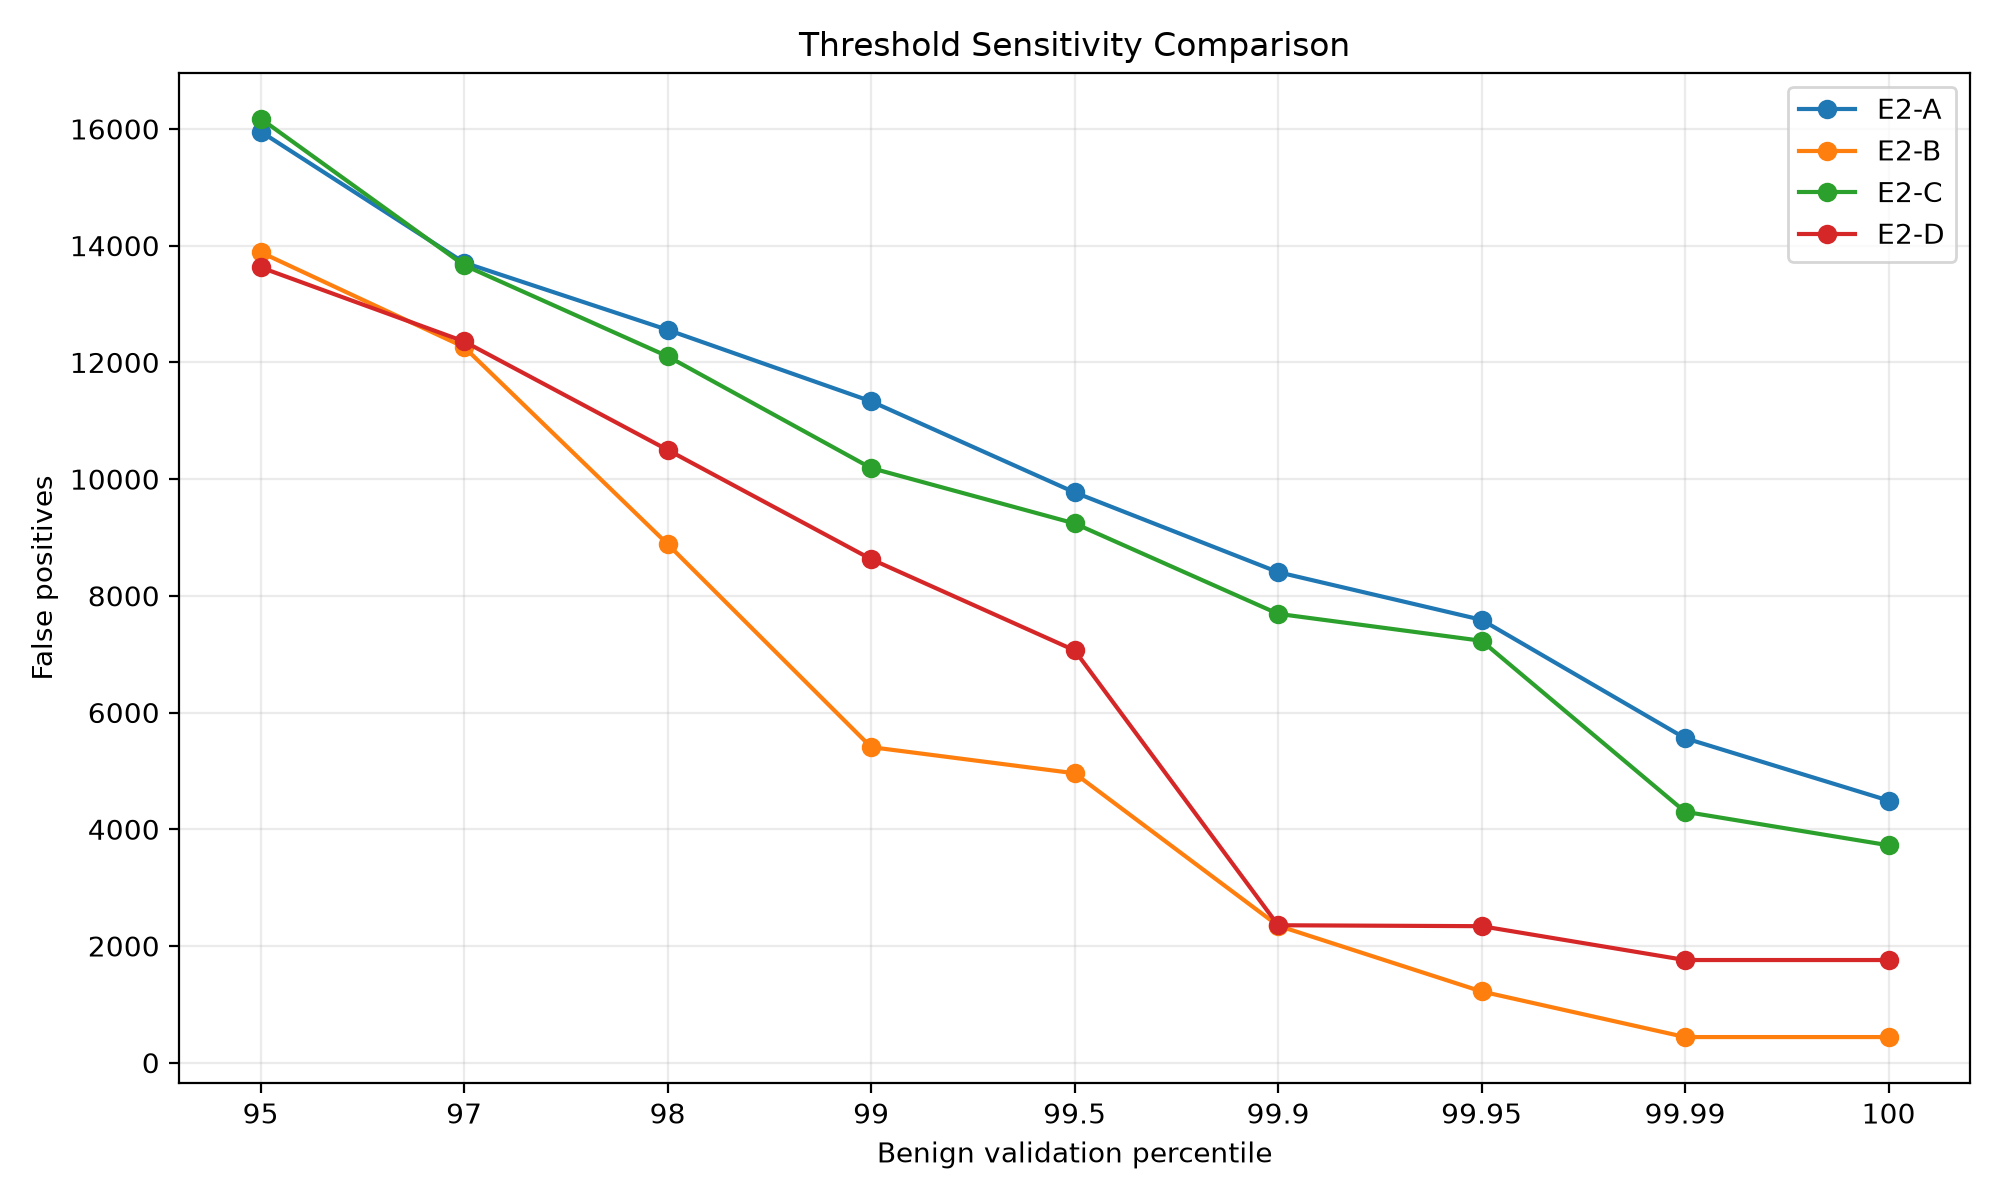 Threshold Sensitivity Comparison
E2-A
E2-B
E2-C
E2-D
16000
14000
12000
10000
8000
6000
4000
2000
0
False positives
95 97 98 99 99.5 99.9 99.95 99.99 100
Benign validation percentile